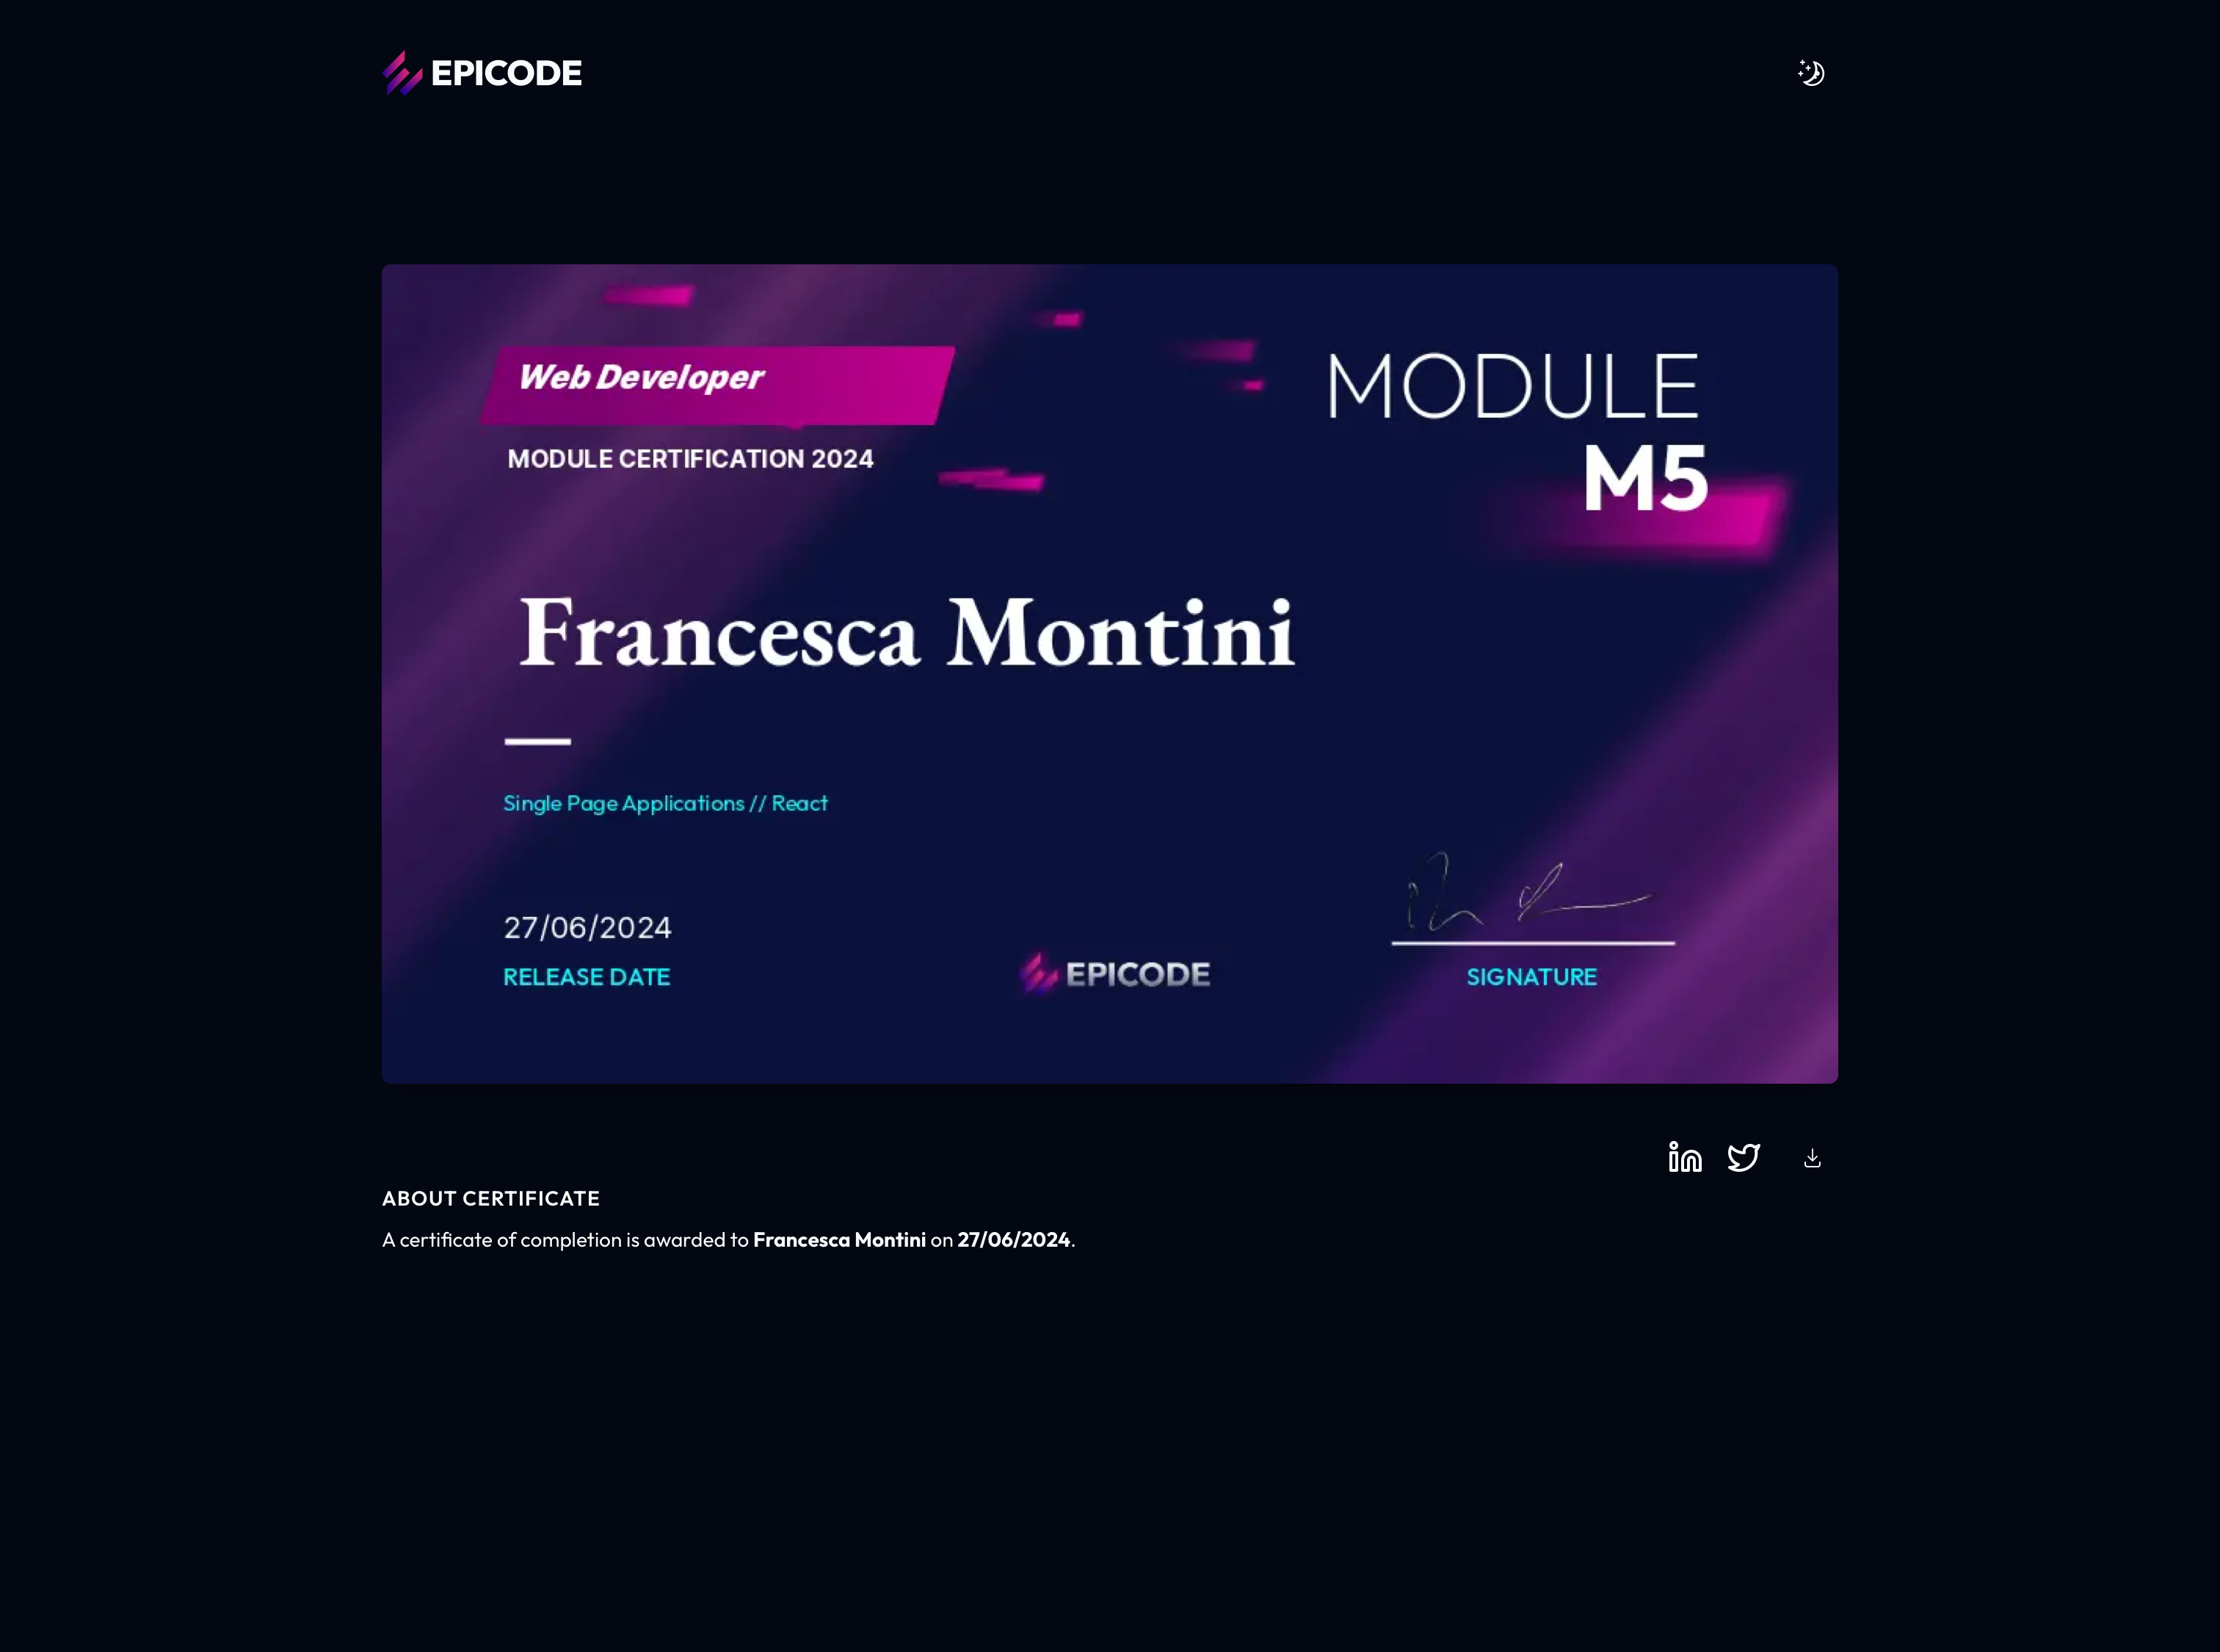 EPICODE
Web Developer
MODULE CERTIFICATION 2024
MODULE
M5
Francesca Montini
Single Page Applications // React
27/06/2024
RELEASE DATE
EPICODE
SIGNATURE
ABOUT CERTIFICATE
A certificate of completion is awarded to Francesca Montini on 27/06/2024.